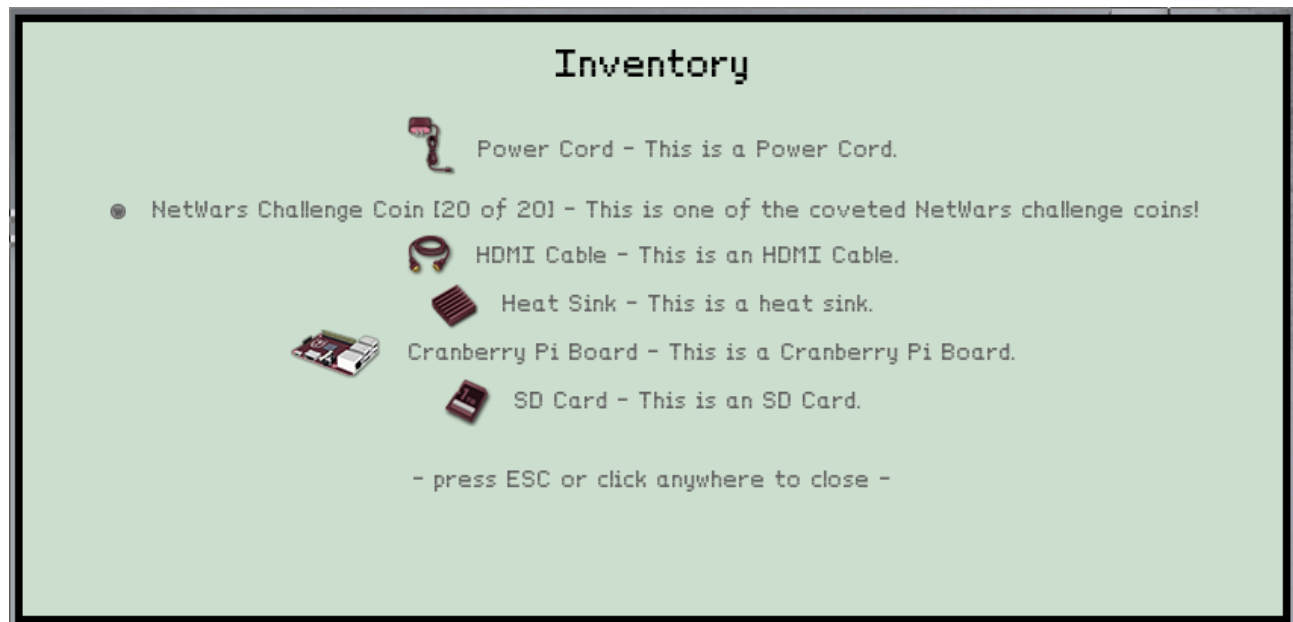 Inventory
Power Cord - This is a Power Cord.
NetWars Challenge Coin [20 of 20] - This is one of the coveted NetWars challenge coins!
HDMI Cable - This is an HDMI Cable.
Heat Sink - This is a heat sink.
Cranberry Pi Board - This is a Cranberry Pi Board.
SD Card - This is an SD Card.
- press ESC or click anywhere to close -